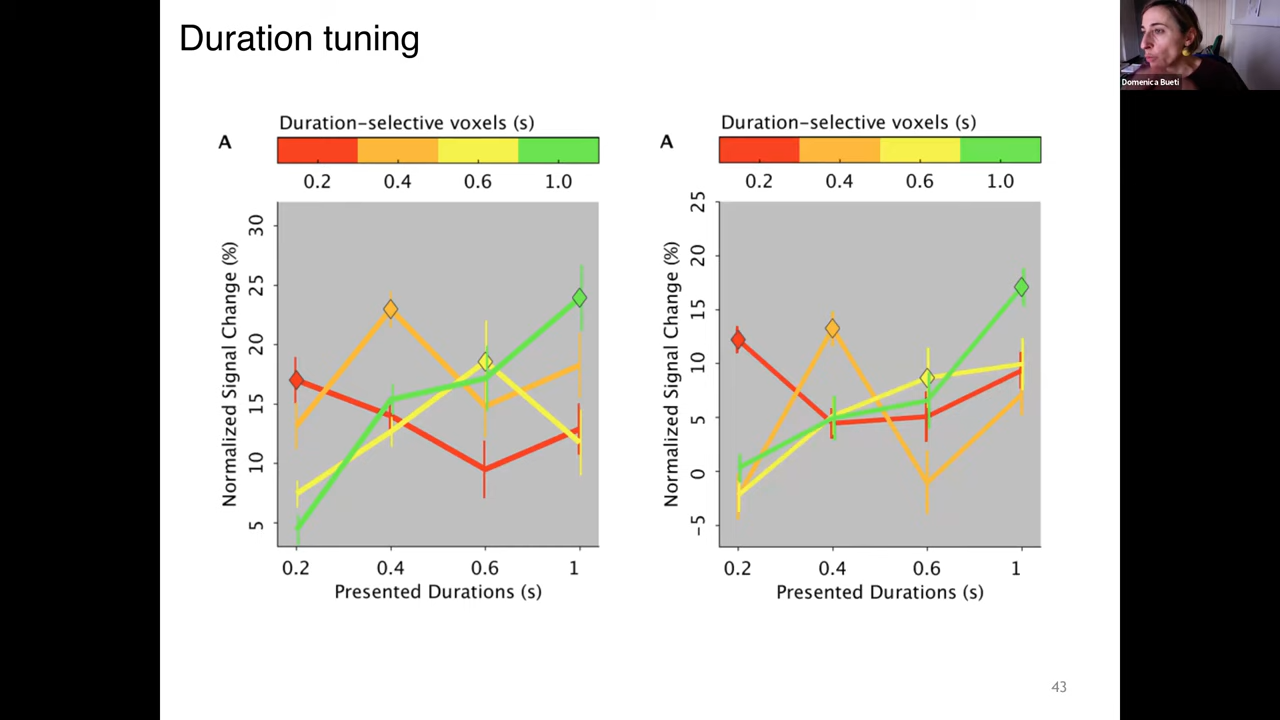 Duration tuning
Domenica Bueti
A
Duration-selective voxels (s)
0.2 0.4 0.6 1.0
Normalized Signal Change (%)
30
25
20
15
10
5
0.2 0.4 0.6 1
Presented Durations (s)
A
Duration-selective voxels (s)
0.2 0.4 0.6 1.0
Normalized Signal Change (%)
25
20
15
10
5
0
-5
0.2 0.4 0.6 1
Presented Durations (s)
43